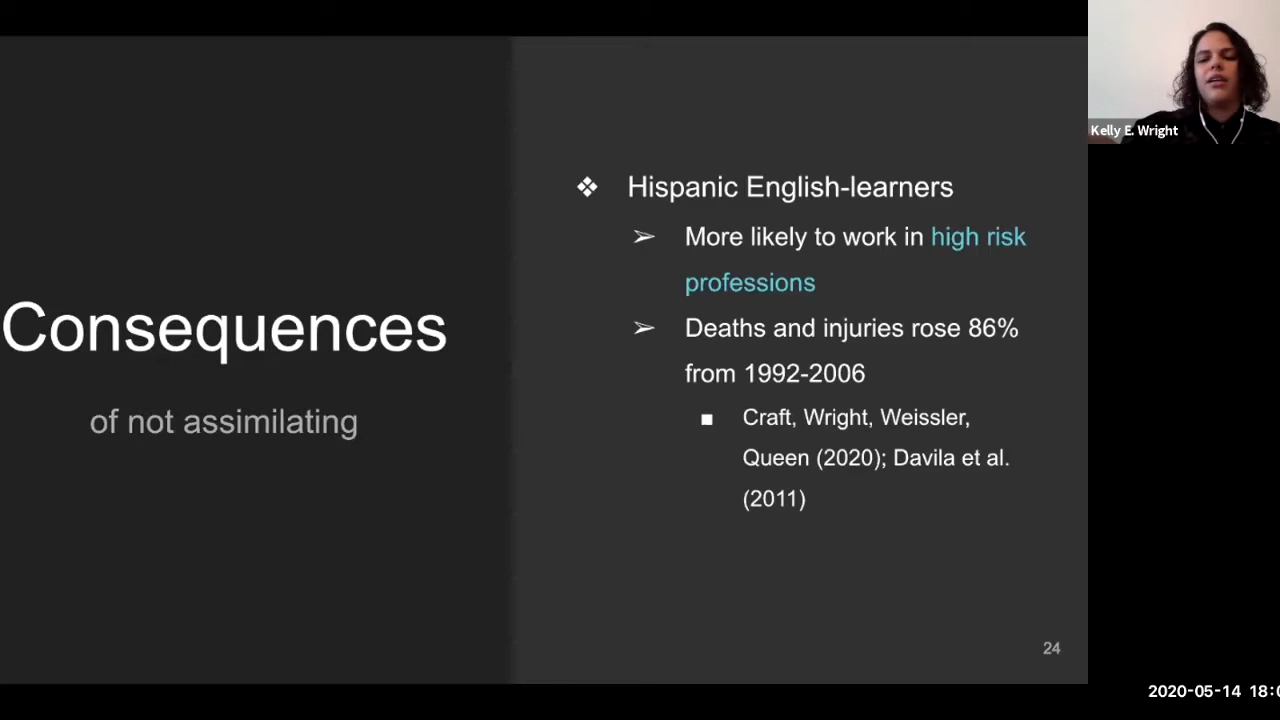 Kelly E. Wright
Consequences
of not assimilating
❖ Hispanic English-learners
➢ More likely to work in high risk
professions
➢ Deaths and injuries rose 86%
from 1992-2006
■ Craft, Wright, Weissler,
Queen (2020); Davila et al.
(2011)
24
2020-05-14 18:0